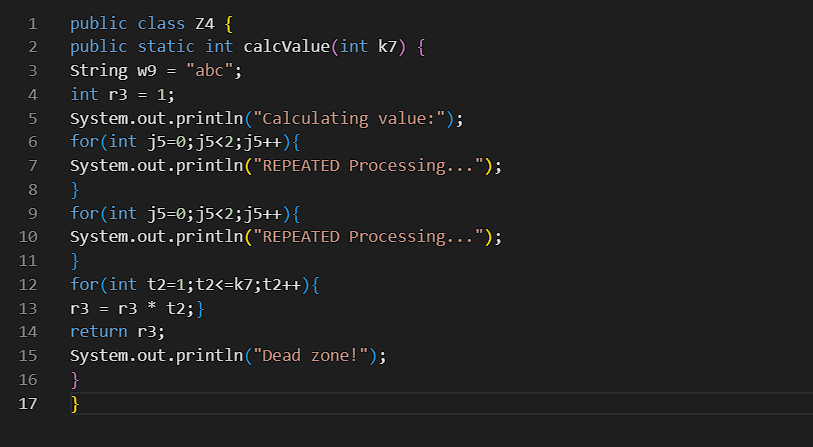 1 public class Z4 {
2 public static int calcValue(int k7) {
3 String w9 = "abc";
4 int r3 = 1;
5 System.out.println("Calculating value:");
6 for(int j5=0;j5<2;j5++){
7 System.out.println("REPEATED Processing...");
8 }
9 for(int j5=0;j5<2;j5++){
10 System.out.println("REPEATED Processing...");
11 }
12 for(int t2=1;t2<=k7;t2++){
13 r3 = r3 * t2;}
14 return r3;
15 System.out.println("Dead zone!");
16 }
17 }